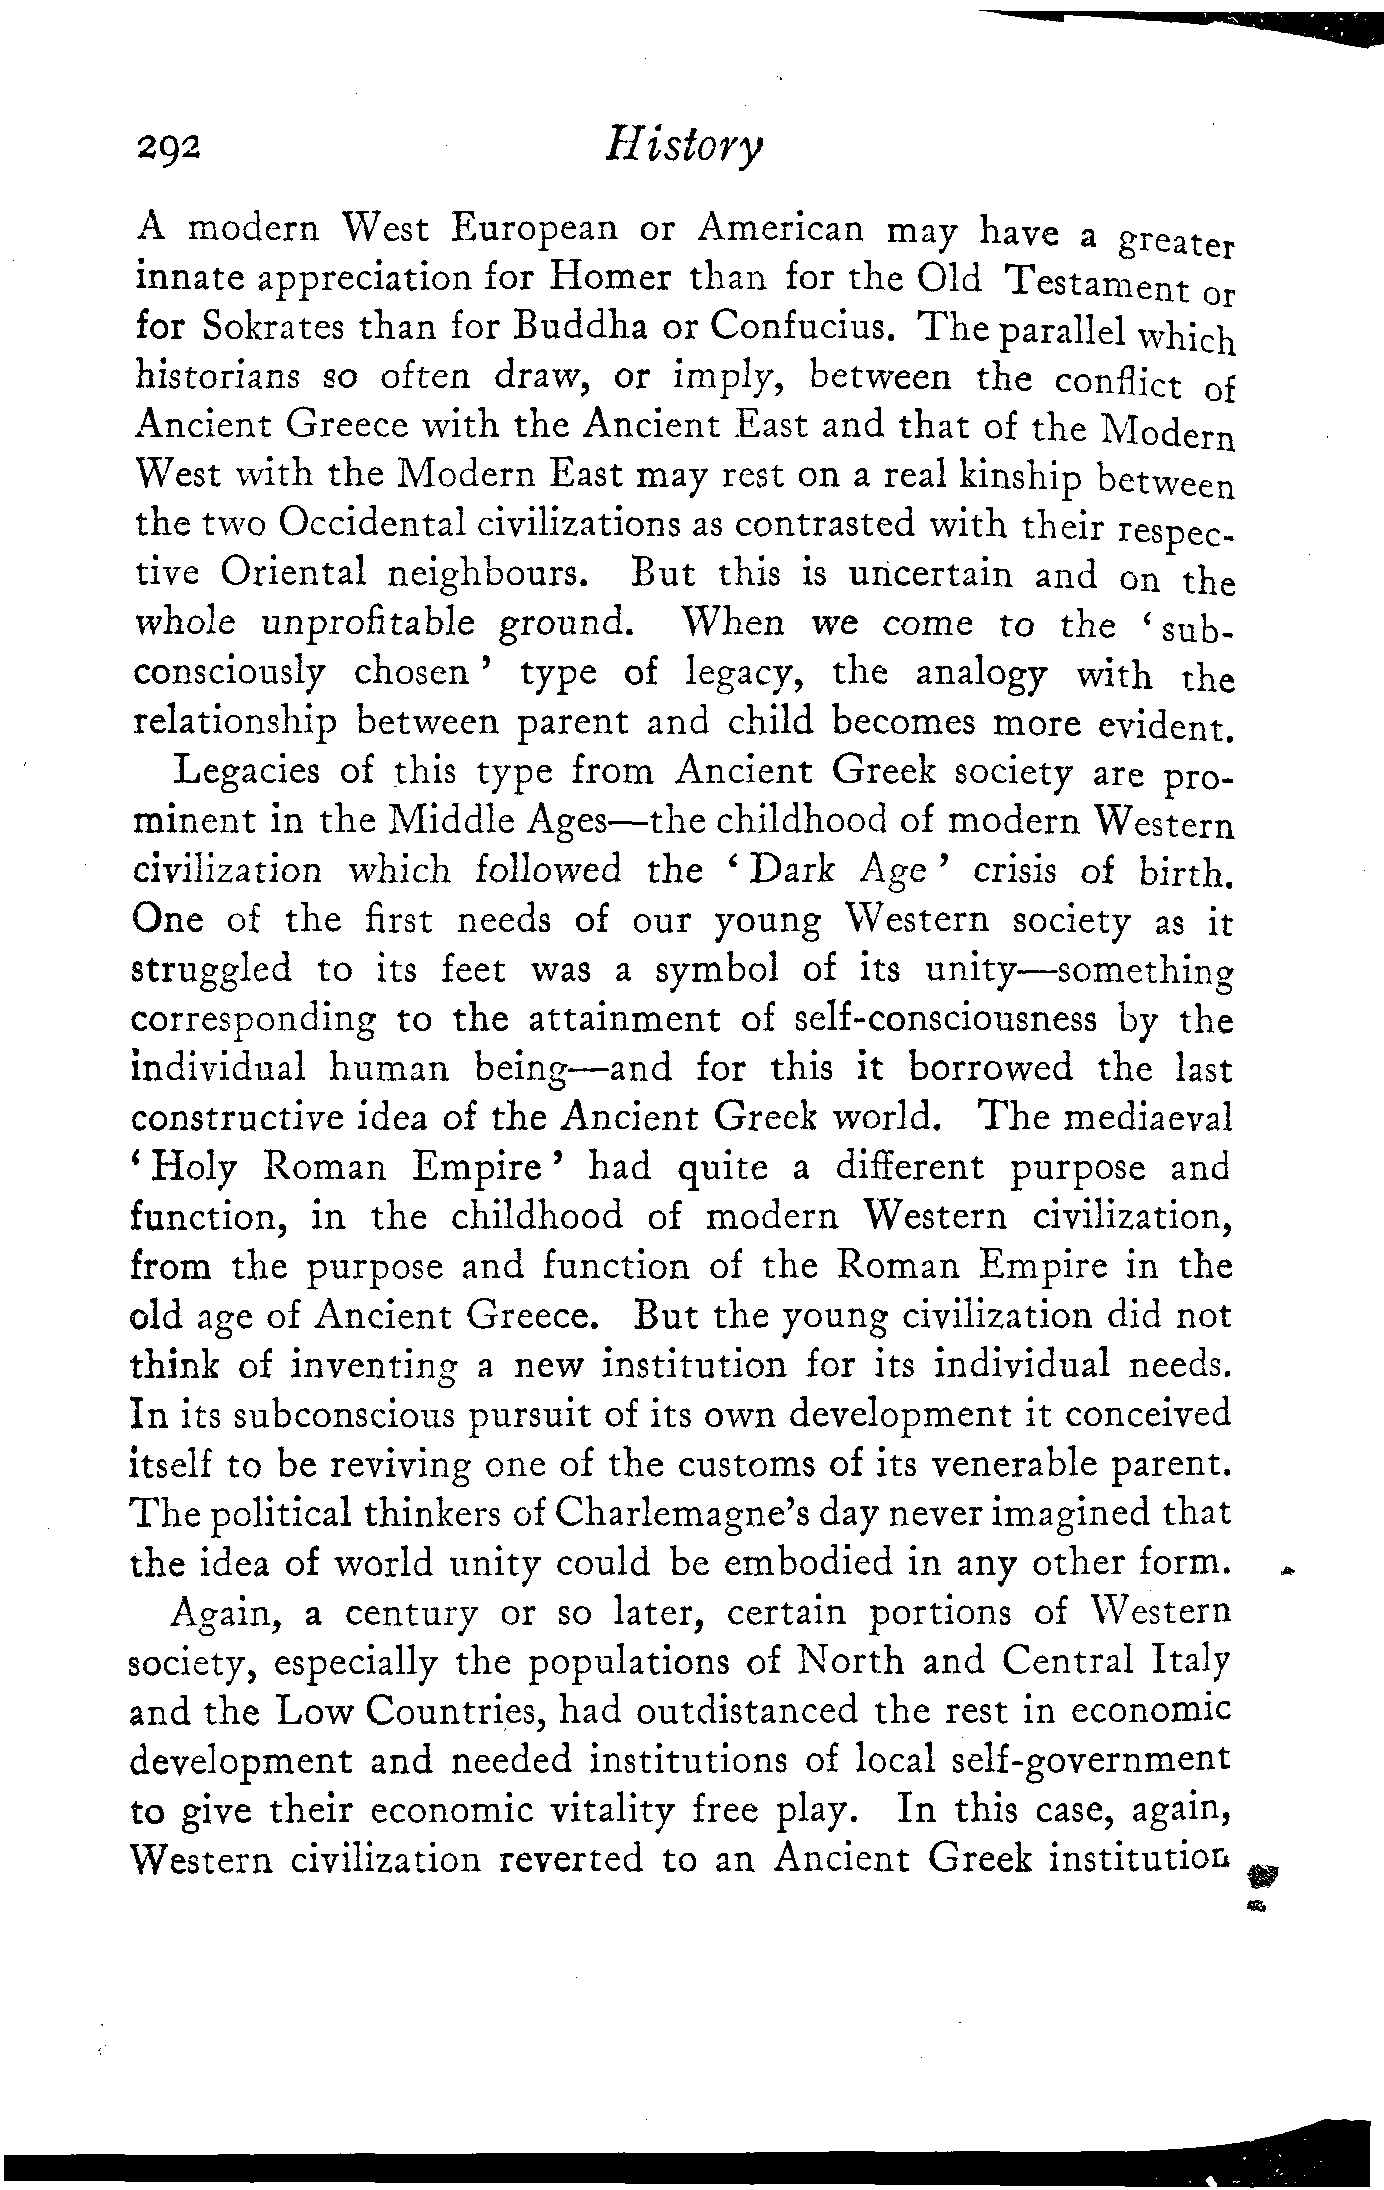 292 History
A modern West European or American may have a greater
innate appreciation for Homer than for the Old Testament or
for Sokrates than for Buddha or Confucius. The parallel which
historians so often draw, or imply, between the conflict of
Ancient Greece with the Ancient East and that of the Modern
West with the Modern East may rest on a real kinship between
the two Occidental civilizations as contrasted with their respec-
tive Oriental neighbours. But this is uncertain and on the
whole unprofitable ground. When we come to the ‘ sub-
consciously chosen ’ type of legacy, the analogy with the
relationship between parent and child becomes more evident.
Legacies of this type from Ancient Greek society are pro-
minent in the Middle Ages—the childhood of modern Western
civilization which followed the ‘ Dark Age ’ crisis of birth.
One of the first needs of our young Western society as it
struggled to its feet was a symbol of its unity—something
corresponding to the attainment of self-consciousness by the
individual human being—and for this it borrowed the last
constructive idea of the Ancient Greek world. The mediaeval
‘ Holy Roman Empire ’ had quite a different purpose and
function, in the childhood of modern Western civilization,
from the purpose and function of the Roman Empire in the
old age of Ancient Greece. But the young civilization did not
think of inventing a new institution for its individual needs.
In its subconscious pursuit of its own development it conceived
itself to be reviving one of the customs of its venerable parent.
The political thinkers of Charlemagne’s day never imagined that
the idea of world unity could be embodied in any other form.
Again, a century or so later, certain portions of Western
society, especially the populations of North and Central Italy
and the Low Countries, had outdistanced the rest in economic
development and needed institutions of local self-government
to give their economic vitality free play. In this case, again,
Western civilization reverted to an Ancient Greek institution